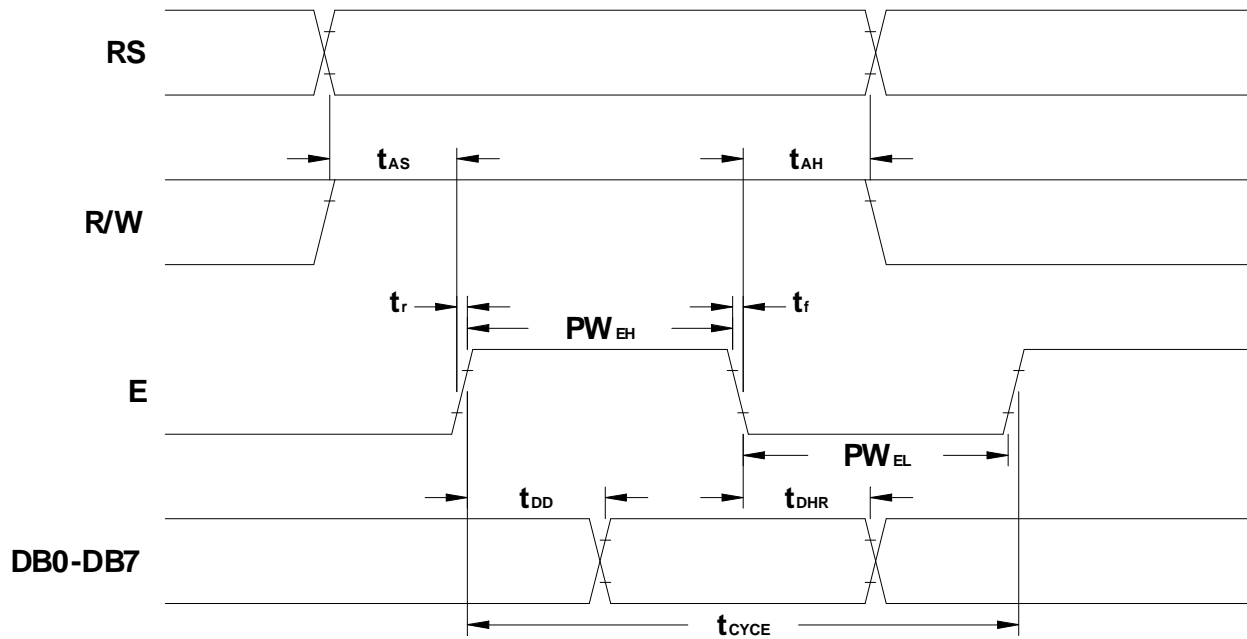 RS
tAS
tAH
R/W
tr
tf
PWEH
E
PWEL
tDD
tDHR
DB0-DB7
tCYCE